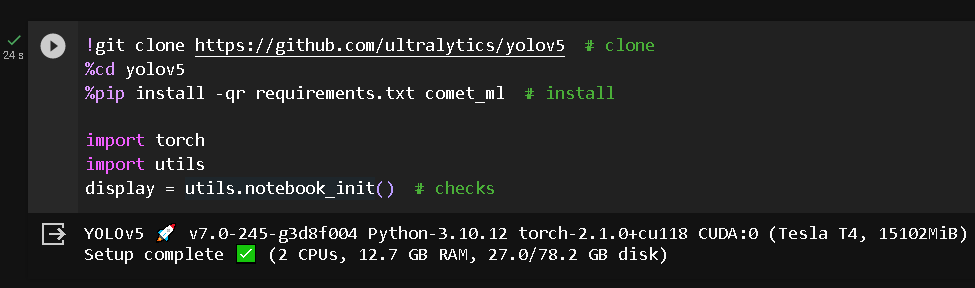 !git clone https://github.com/ultralytics/yolov5  # clone
24 s
%cd yolov5
%pip install -qr requirements.txt comet_ml  # install
import torch
import utils
display = utils.notebook_init()  # checks
YOLOv5 🚀 v7.0-245-g3d8f004 Python-3.10.12 torch-2.1.0+cu118 CUDA:0 (Tesla T4, 15102MiB)
Setup complete ✅ (2 CPUs, 12.7 GB RAM, 27.0/78.2 GB disk)